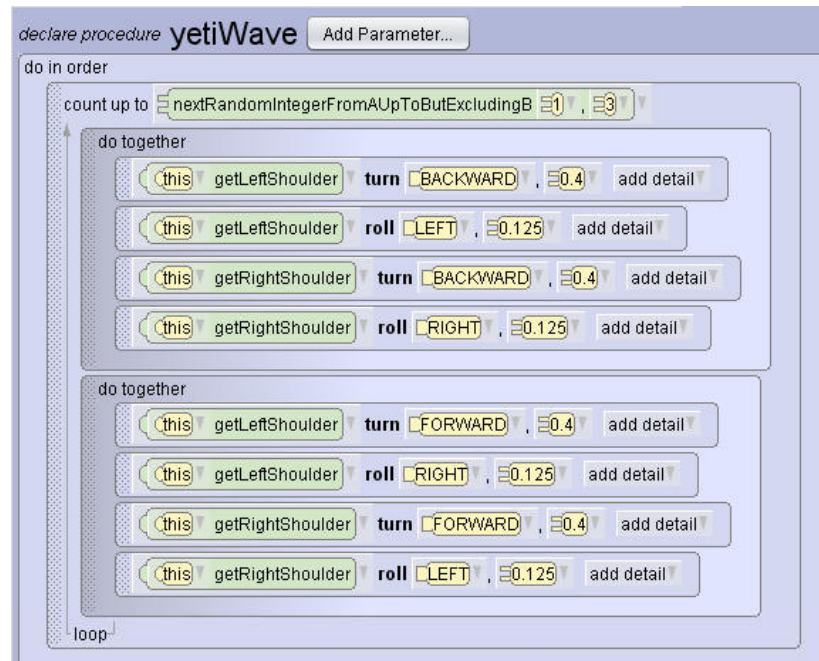 declare procedure yetiWave Add Parameter...
do in order
count up to nextRandomIntegerFromAUpToButExcludingB 1 , 3
do together
this getLeftShoulder turn BACKWARD , 0.4 add detail
this getLeftShoulder roll LEFT , 0.125 add detail
this getRightShoulder turn BACKWARD , 0.4 add detail
this getRightShoulder roll RIGHT , 0.125 add detail
do together
this getLeftShoulder turn FORWARD , 0.4 add detail
this getLeftShoulder roll RIGHT , 0.125 add detail
this getRightShoulder turn FORWARD , 0.4 add detail
this getRightShoulder roll LEFT , 0.125 add detail
loop